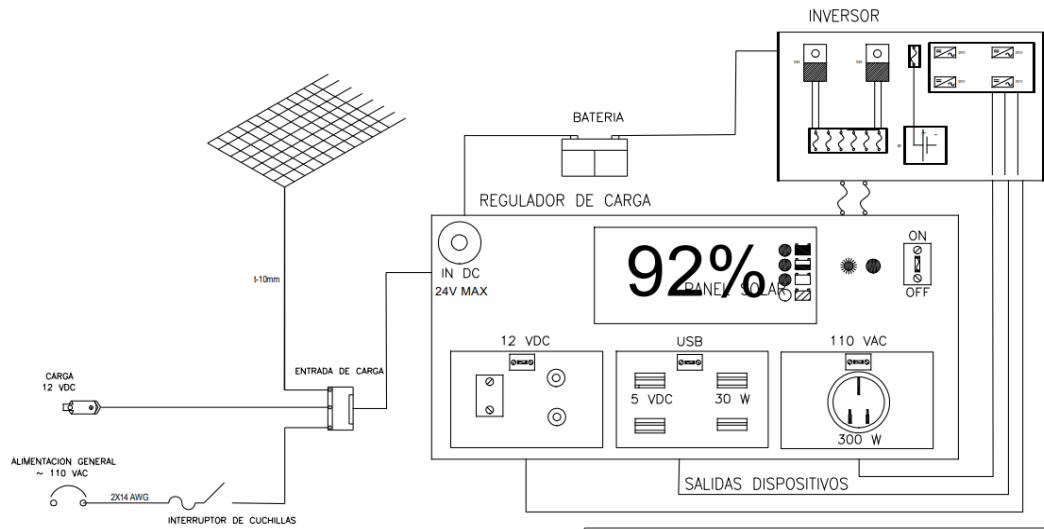 INVERSOR
BATERIA
REGULADOR DE CARGA
IN DC
24V MAX
92%
PANEL SOLAR
ON
OFF
12 VDC
USB
110 VAC
5 VDC
30 W
300 W
t-10mm
CARGA
12 VDC
ENTRADA DE CARGA
ALIMENTACION GENERAL
~ 110 VAC
2X14 AWG
INTERRUPTOR DE CUCHILLAS
SALIDAS DISPOSITIVOS